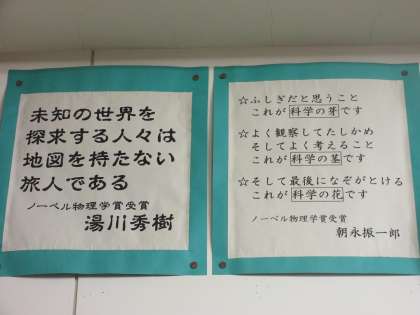 未知の世界を
探求する人々は
地図を持たない
旅人である
ノーベル物理学賞受賞
湯川秀樹
☆ふしぎだと思うこと
これが科学の芽です
☆よく観察してたしかめ
そしてよく考えること
これが科学の茎です
☆そして最後になぞがとける
これが科学の花です
ノーベル物理学賞受賞
朝永振一郎